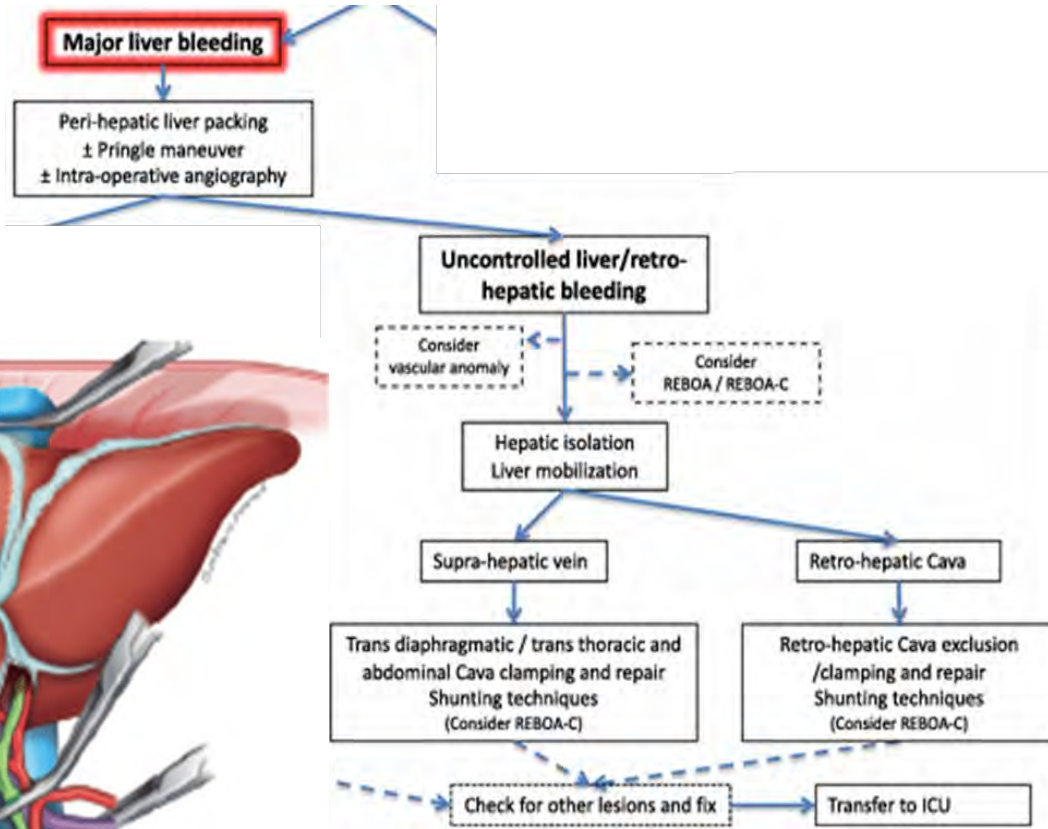 Major liver bleeding
Peri-hepatic liver packing
± Pringle maneuver
± Intra-operative angiography
Uncontrolled liver/retro-
hepatic bleeding
Consider
vascular anomaly
Consider
REBOA / REBOA-C
Hepatic isolation
Liver mobilization
Supra-hepatic vein
Retro-hepatic Cava
Trans diaphragmatic / trans thoracic and
abdominal Cava clamping and repair
Shunting techniques
(Consider REBOA-C)
Retro-hepatic Cava exclusion
/clamping and repair
Shunting techniques
(Consider REBOA-C)
Check for other lesions and fix
Transfer to ICU